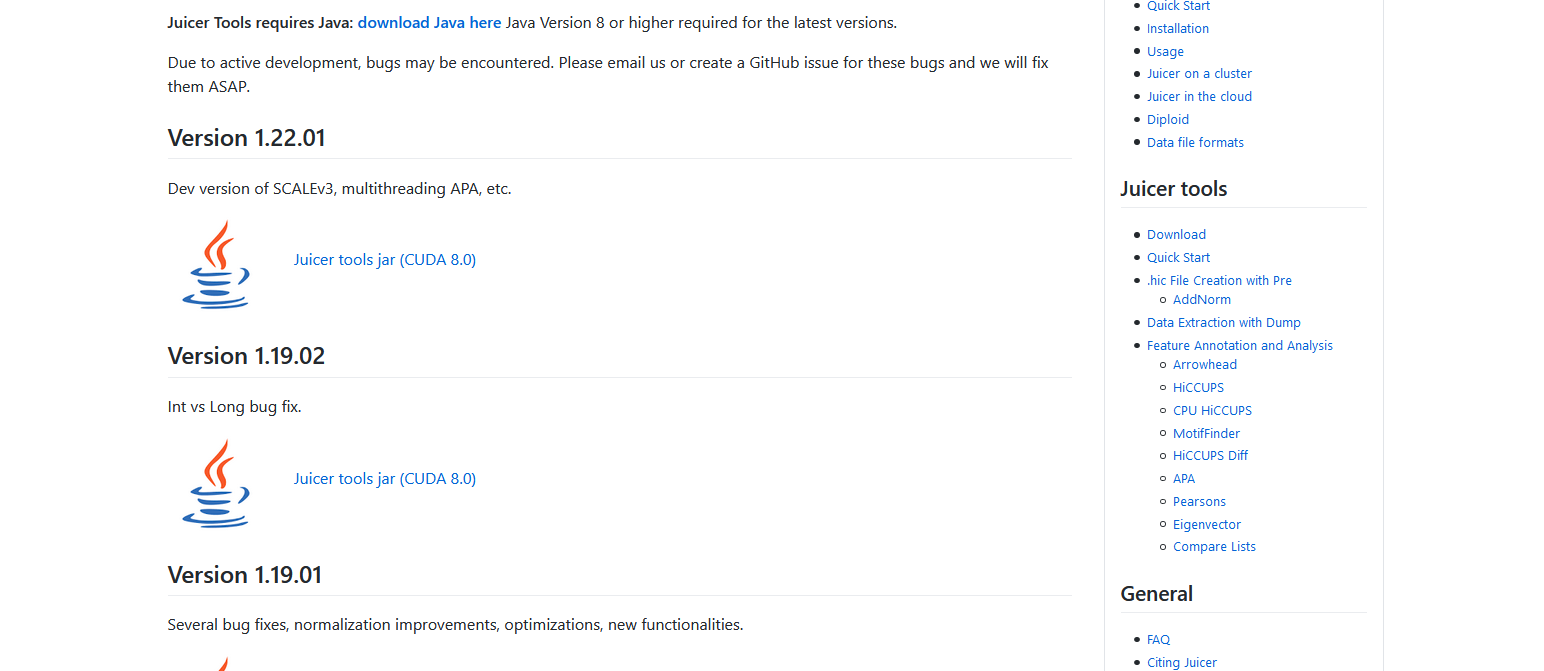 Juicer Tools requires Java: download Java here Java Version 8 or higher required for the latest versions.
Due to active development, bugs may be encountered. Please email us or create a GitHub issue for these bugs and we will fix
them ASAP.
Version 1.22.01
Dev version of SCALEv3, multithreading APA, etc.
Juicer tools jar (CUDA 8.0)
Version 1.19.02
Int vs Long bug fix.
Juicer tools jar (CUDA 8.0)
Version 1.19.01
Several bug fixes, normalization improvements, optimizations, new functionalities.
Quick Start
Installation
Usage
Juicer on a cluster
Juicer in the cloud
Diploid
Data file formats
Juicer tools
Download
Quick Start
.hic File Creation with Pre
AddNorm
Data Extraction with Dump
Feature Annotation and Analysis
Arrowhead
HiCCUPS
CPU HiCCUPS
MotifFinder
HiCCUPS Diff
APA
Pearsons
Eigenvector
Compare Lists
General
FAQ
Citing Juicer